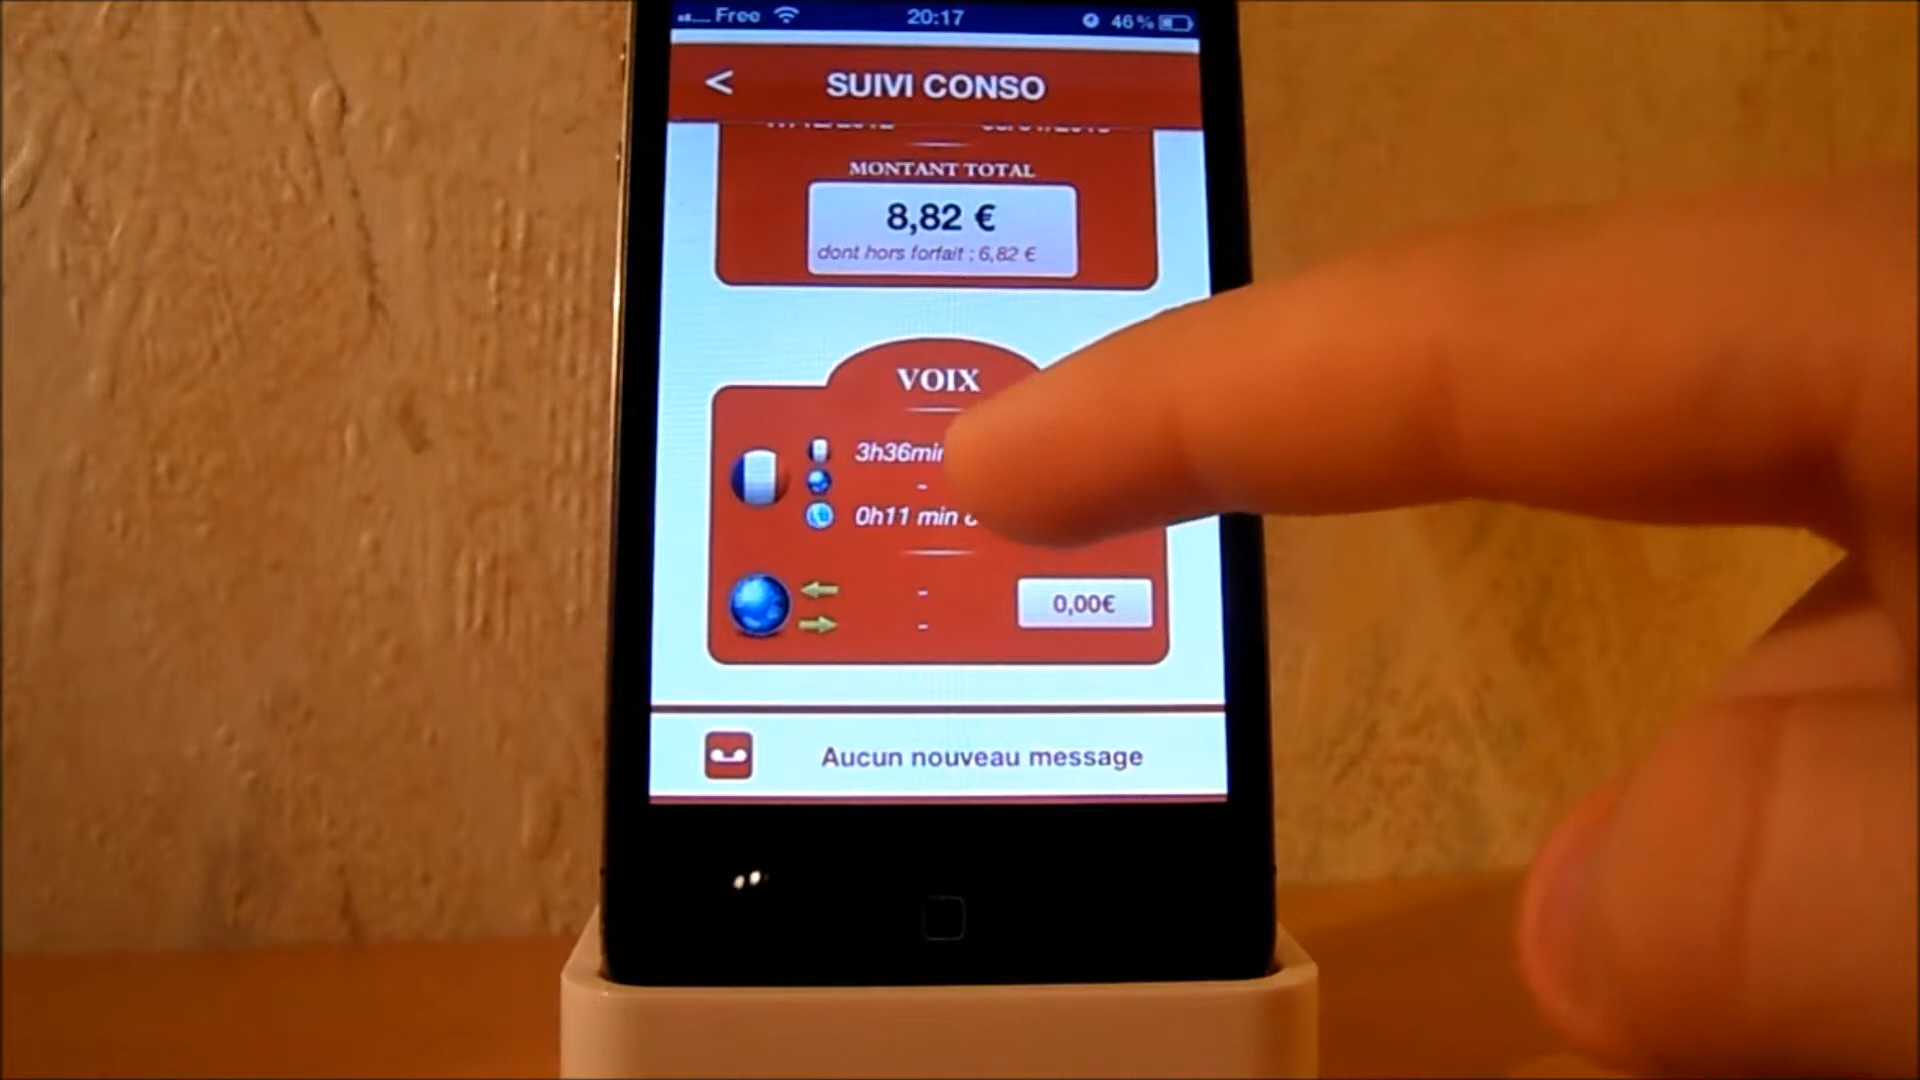 Free 20:17 46%
< SUIVI CONSO
MONTANT TOTAL
8,82 €
dont hors forfait : 6,82 €
VOIX
3h36min
-
0h11 min
-
0,00€
-
Aucun nouveau message